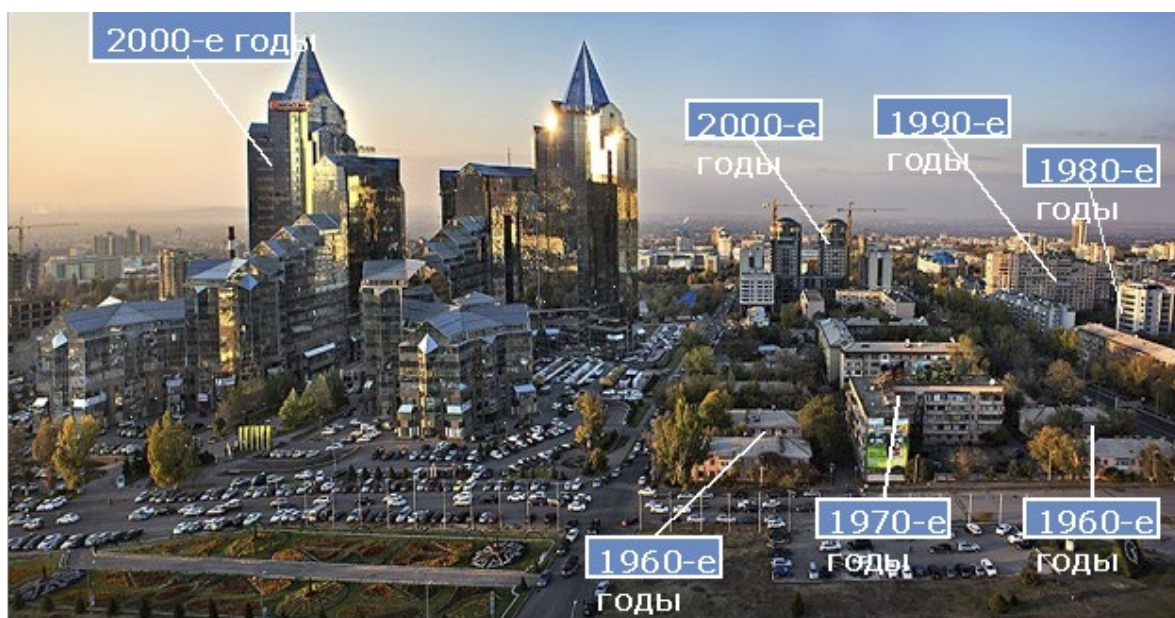 2000-е годы
2000-е
годы
1990-е
годы
1980-е
годы
1960-е
годы
1970-е
годы
1960-е
годы